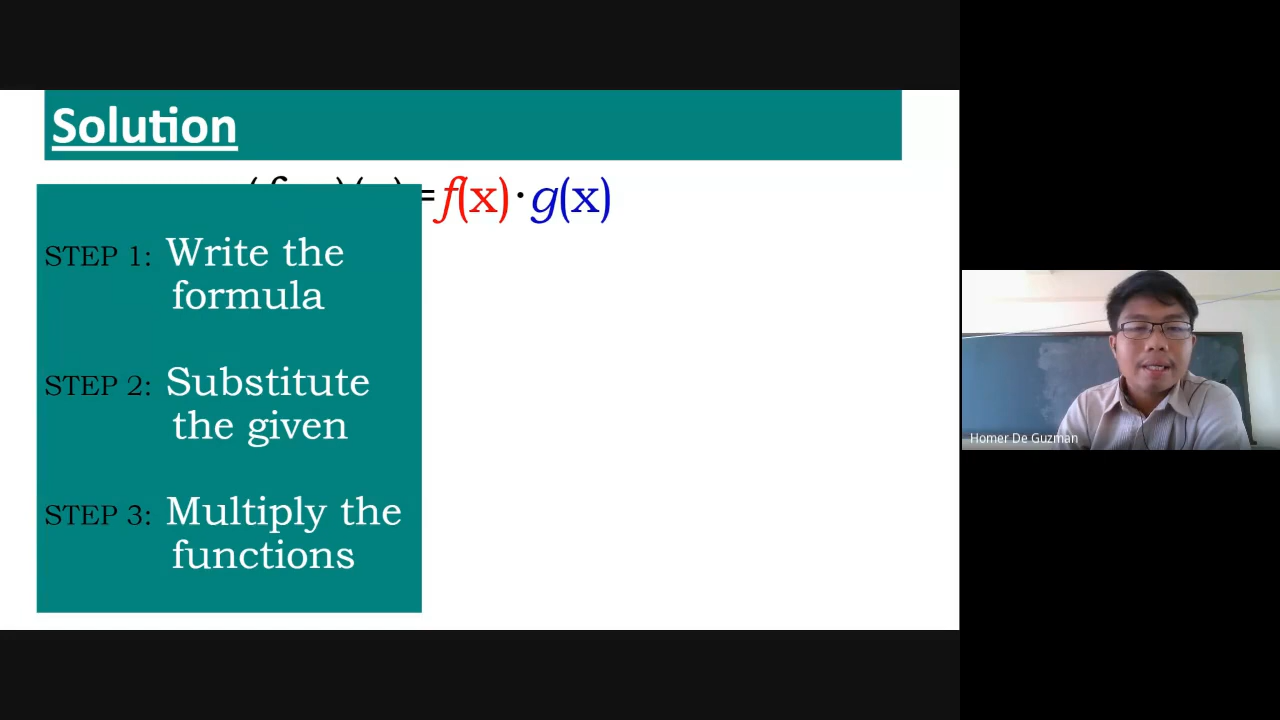 Solution
= f(x) · g(x)
STEP 1: Write the
formula
STEP 2: Substitute
the given
STEP 3: Multiply the
functions
Homer De Guzman